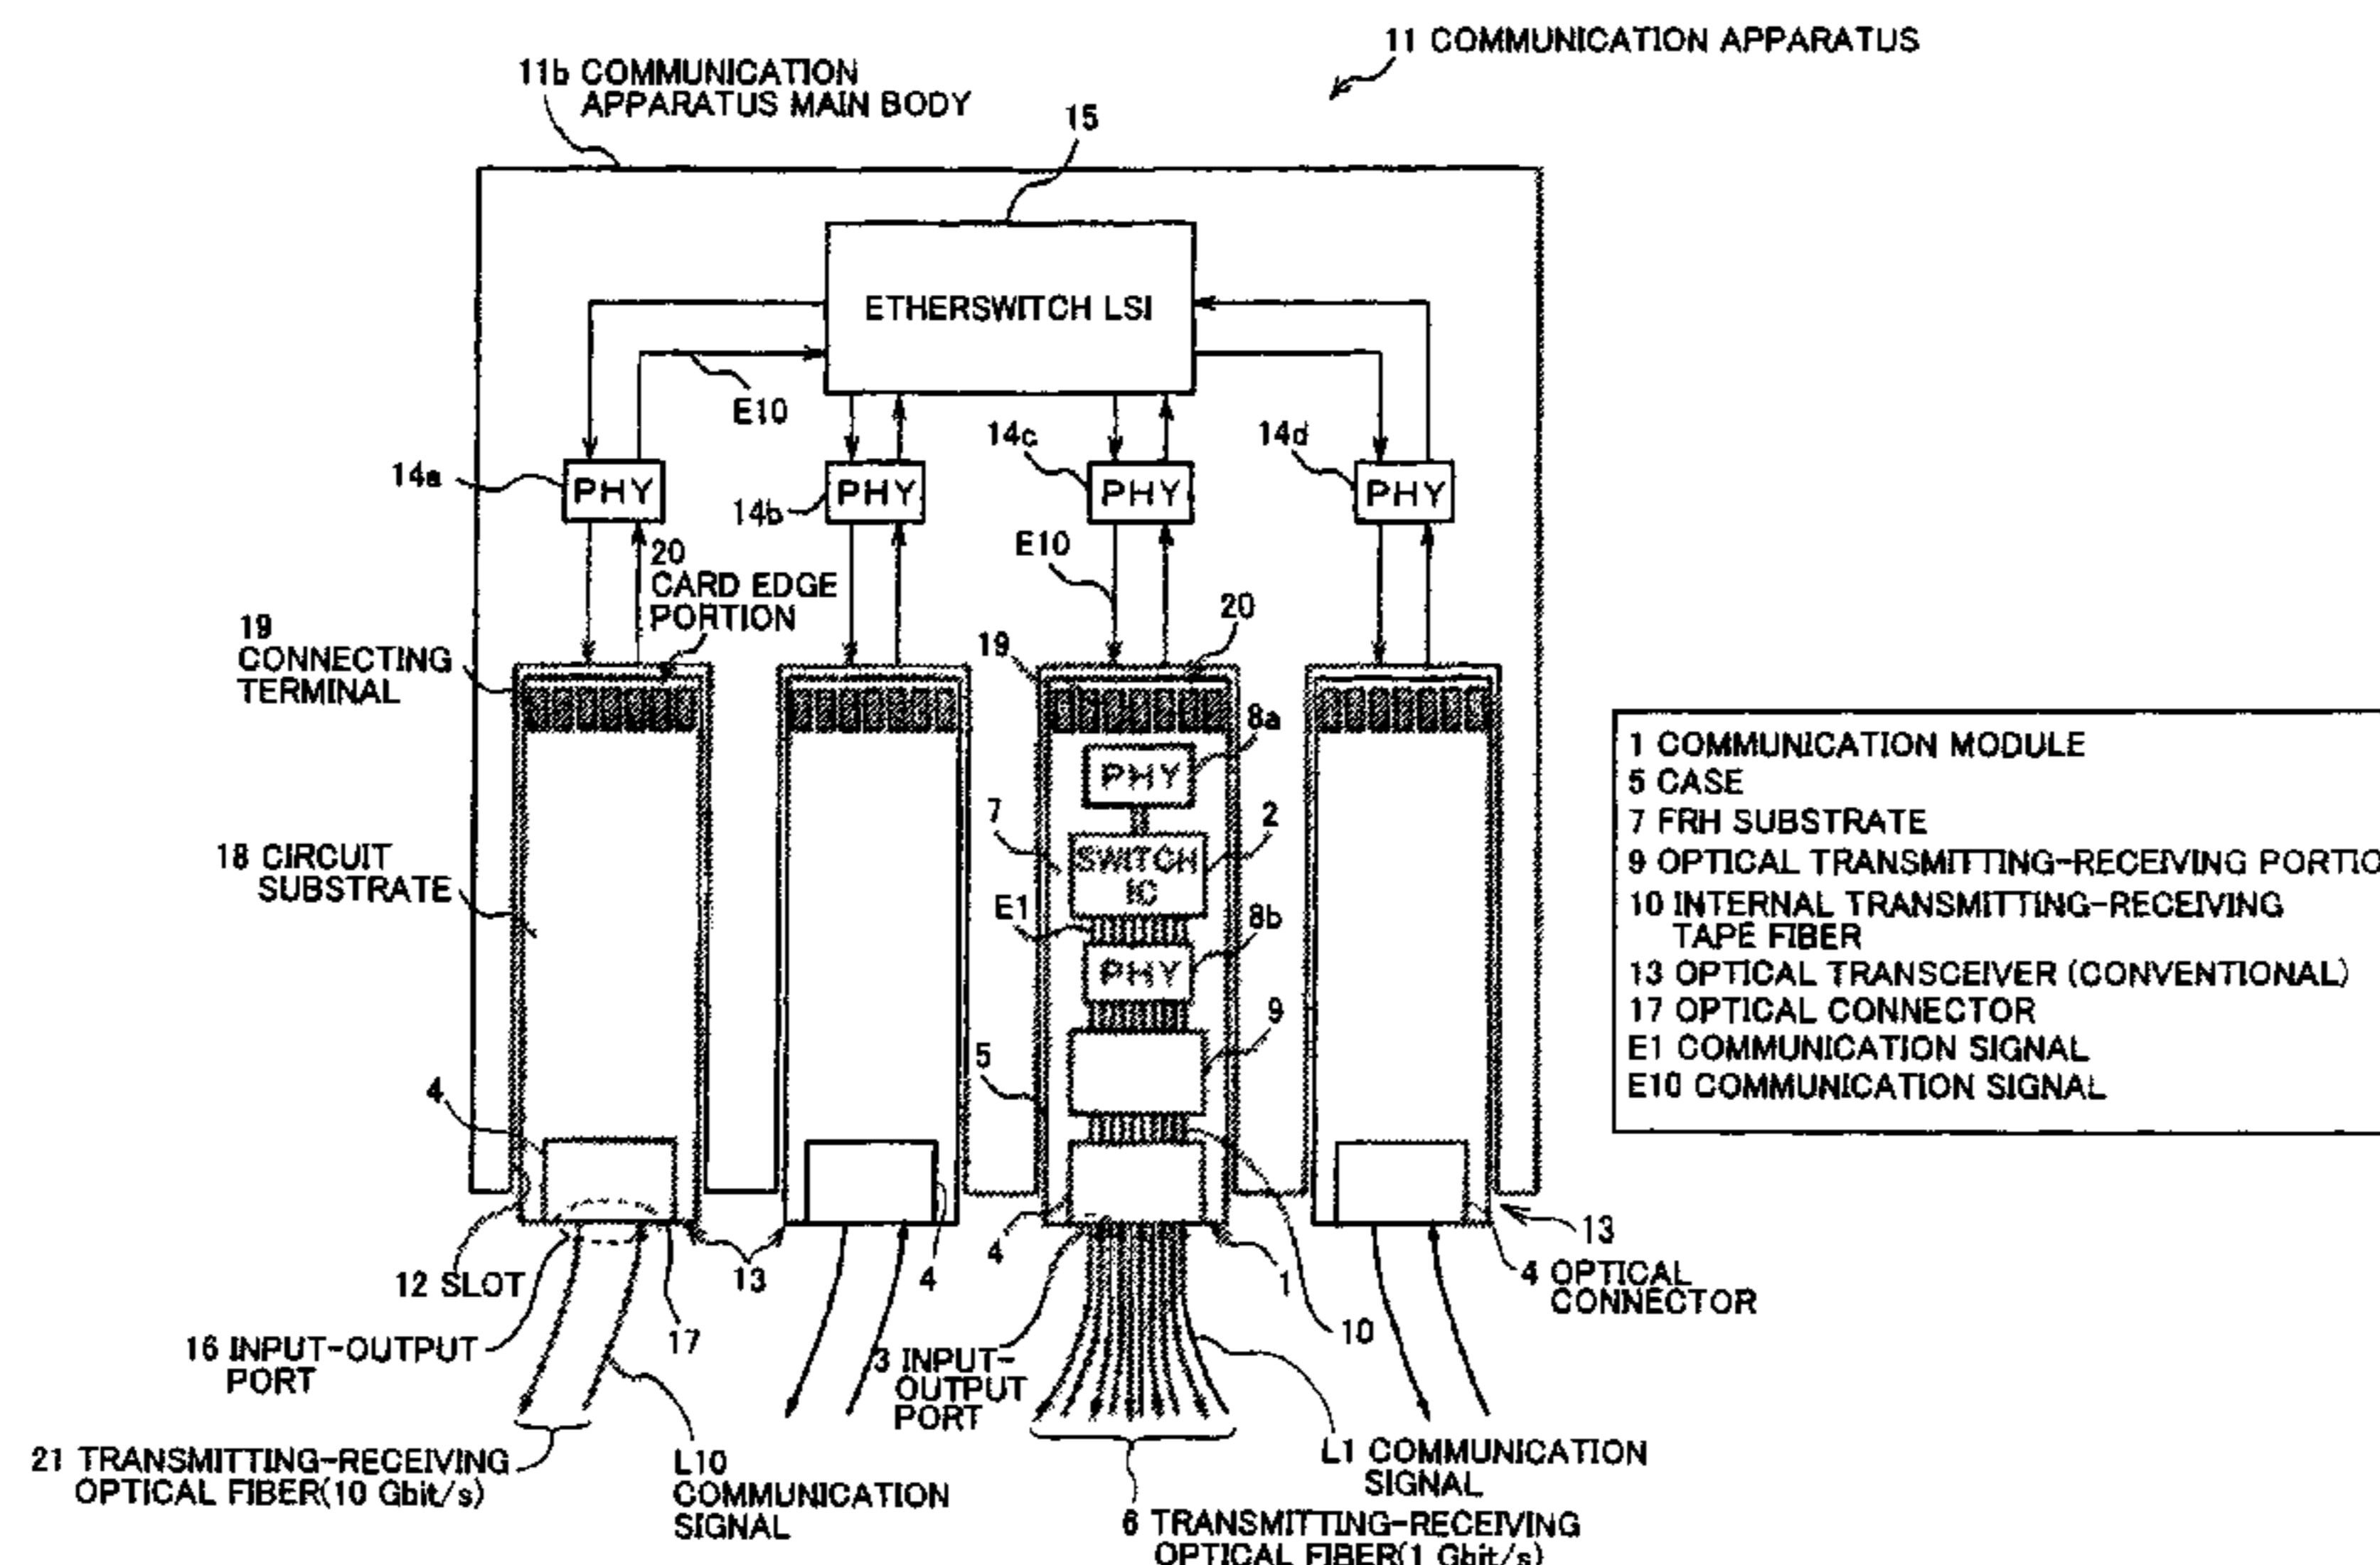 11 COMMUNICATION APPARATUS
11b COMMUNICATION
APPARATUS MAIN BODY
15
ETHERSWITCH LSI
E10
14a
PHY
14b
PHY
14c
PHY
14d
PHY
E10
20
CARD EDGE
PORTION
19
CONNECTING
TERMINAL
19
20
8a
PHY
7
2
SWITCH
IC
18 CIRCUIT
SUBSTRATE
E1
8b
PHY
9
5
4
1 COMMUNICATION MODULE
5 CASE
7 FRH SUBSTRATE
9 OPTICAL TRANSMITTING-RECEIVING PORTIO
10 INTERNAL TRANSMITTING-RECEIVING
TAPE FIBER
13 OPTICAL TRANSCEIVER (CONVENTIONAL)
17 OPTICAL CONNECTOR
E1 COMMUNICATION SIGNAL
E10 COMMUNICATION SIGNAL
12 SLOT
13
4
4
1
13
4 OPTICAL
CONNECTOR
16 INPUT-OUTPUT
PORT
17
3 INPUT-
OUTPUT
PORT
10
21 TRANSMITTING-RECEIVING
OPTICAL FIBER(10 Gbit/s)
L10
COMMUNICATION
SIGNAL
L1 COMMUNICATION
SIGNAL
6 TRANSMITTING-RECEIVING
OPTICAL FIBER(1 Gbit/s)